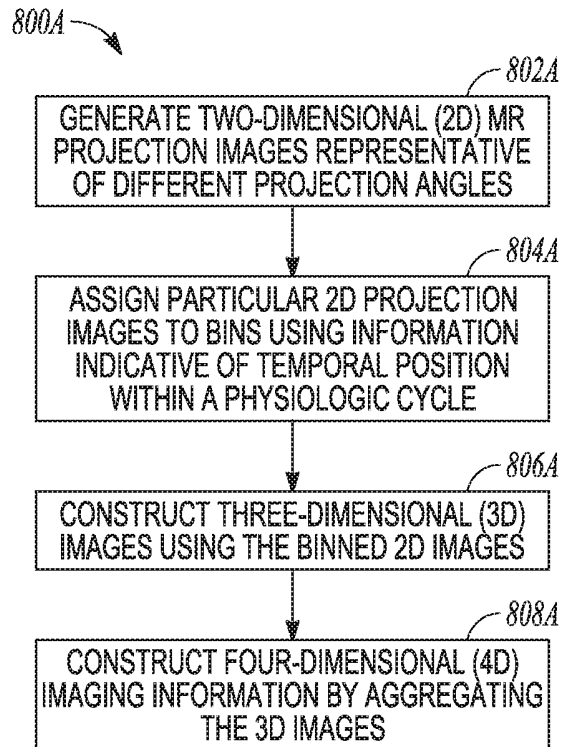 800A
802A
GENERATE TWO-DIMENSIONAL (2D) MR
PROJECTION IMAGES REPRESENTATIVE
OF DIFFERENT PROJECTION ANGLES
804A
ASSIGN PARTICULAR 2D PROJECTION
IMAGES TO BINS USING INFORMATION
INDICATIVE OF TEMPORAL POSITION
WITHIN A PHYSIOLOGIC CYCLE
806A
CONSTRUCT THREE-DIMENSIONAL (3D)
IMAGES USING THE BINNED 2D IMAGES
808A
CONSTRUCT FOUR-DIMENSIONAL (4D)
IMAGING INFORMATION BY AGGREGATING
THE 3D IMAGES